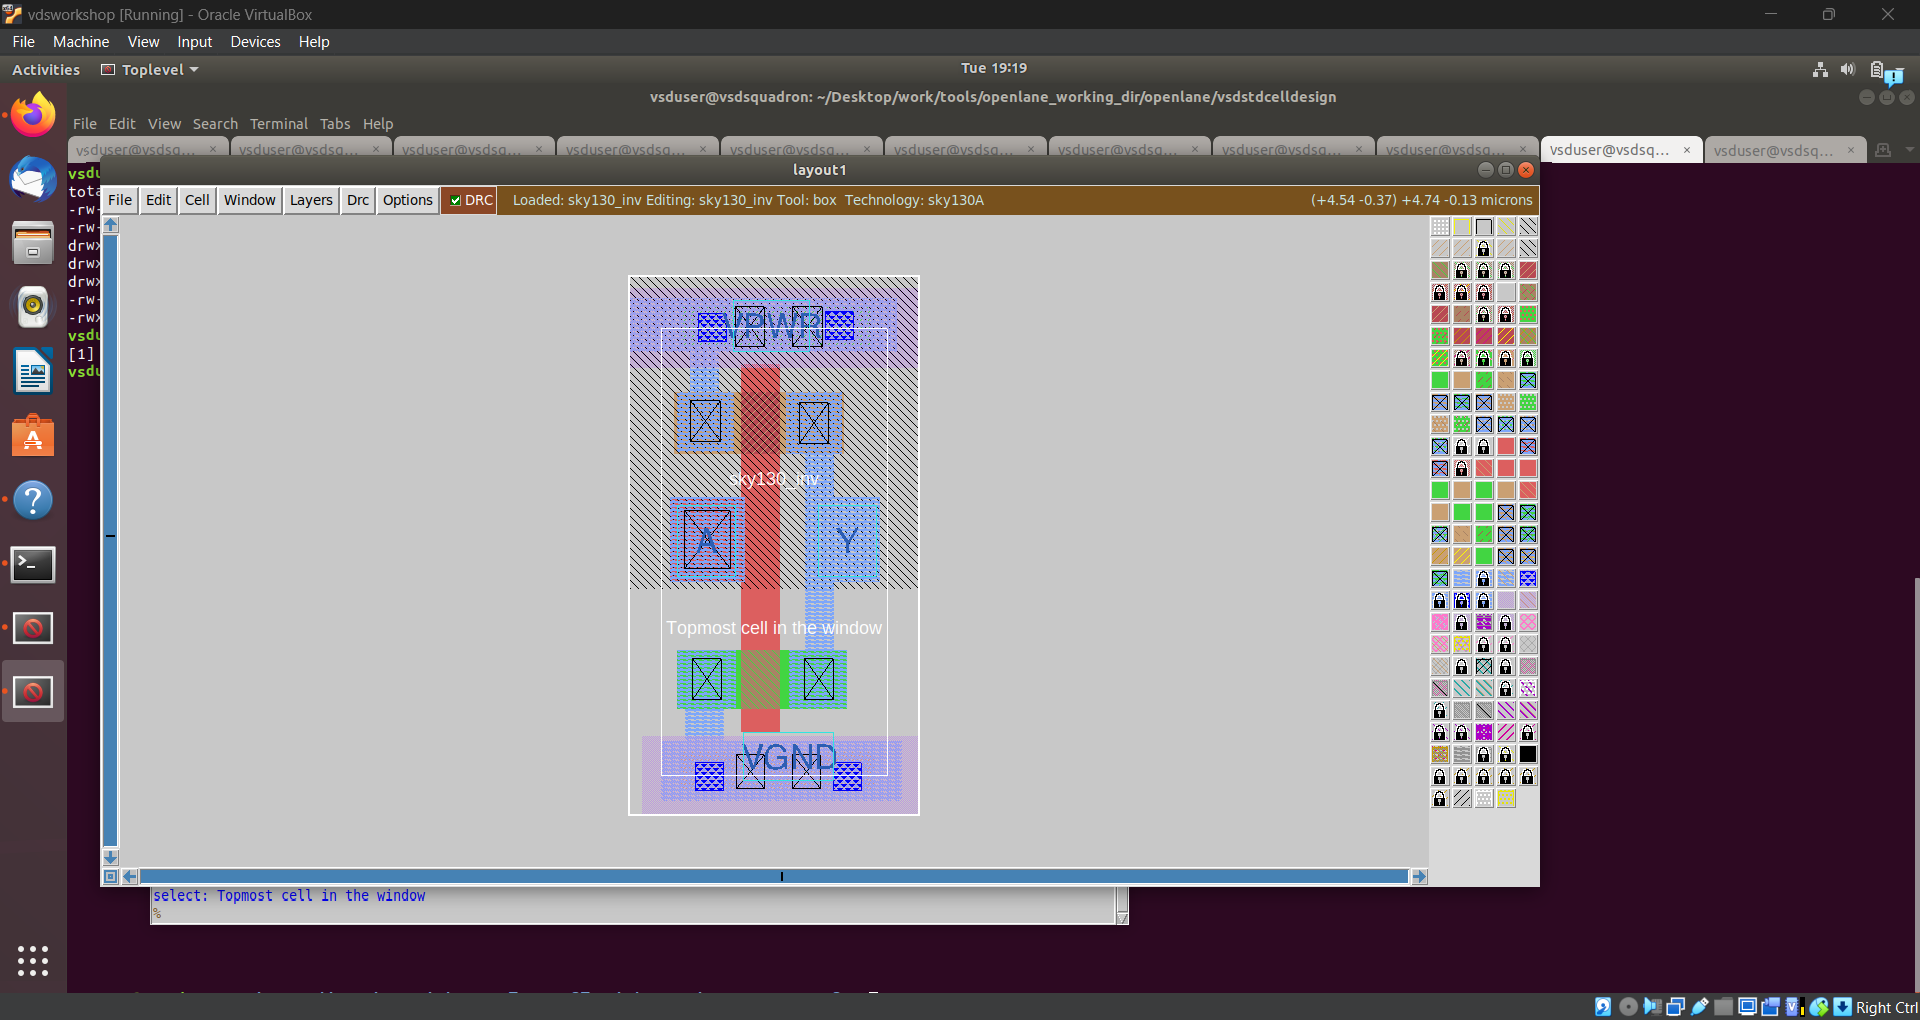 vdsworkshop [Running] - Oracle VirtualBox
File Machine View Input Devices Help
Activities Toplevel Tue 19:19
vsduser@vsdsquadron: ~/Desktop/work/tools/openlane_working_dir/openlane/vsdstdcelldesign
File Edit View Search Terminal Tabs Help
vsduser@vsdsq... × vsduser@vsdsq... × vsduser@vsdsq... × vsduser@vsdsq... × vsduser@vsdsq... × vsduser@vsdsq... × vsduser@vsdsq... × vsduser@vsdsq... × vsduser@vsdsq... × vsduser@vsdsq... × vsduser@vsdsq... ×
layout1
File Edit Cell Window Layers Drc Options DRC Loaded: sky130_inv Editing: sky130_inv Tool: box Technology: sky130A (+4.54 -0.37) +4.74 -0.13 microns
vsdu
tota
-rw-
-rw-
drwx
drwx
drwx
-rw-
-rwx
vsdu
[1]
vsdu
VPWR
sky130_inv
A Y
Topmost cell in the window
VGND
select: Topmost cell in the window
%
Right Ctrl